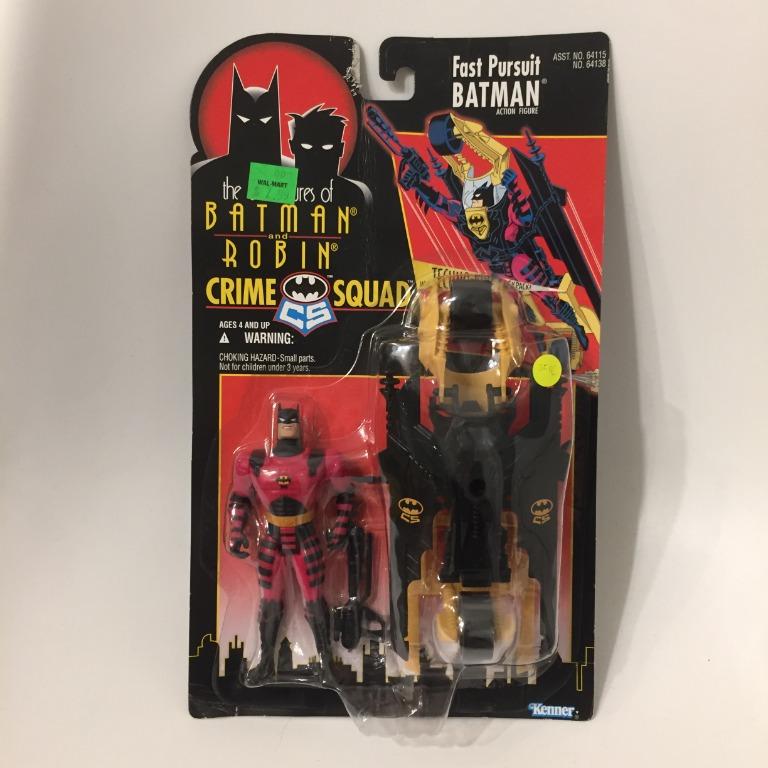 Fast Pursuit
BATMAN®
ACTION FIGURE
ASST. NO. 64115
NO. 64138
WAL-MART
the ures of
BATMAN®
and
ROBIN®
CRIME CS SQUAD™
AGES 4 AND UP
WARNING:
CHOKING HAZARD-Small parts.
Not for children under 3 years.
CS
CS
Kenner